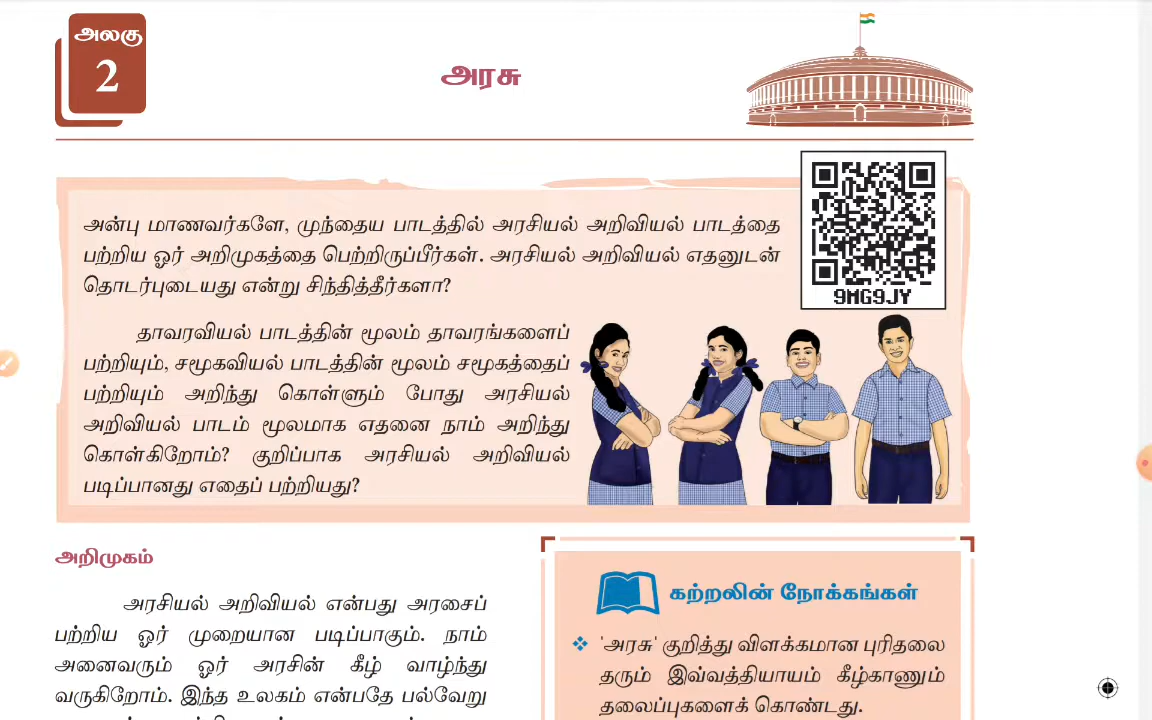 அலகு
2
அரசு
9MG9JY
அன்பு மாணவர்களே, முந்தைய பாடத்தில் அரசியல் அறிவியல் பாடத்தை
பற்றிய ஓர் அறிமுகத்தை பெற்றிருப்பீர்கள். அரசியல் அறிவியல் எதனுடன்
தொடர்புடையது என்று சிந்தித்தீர்களா?
தாவரவியல் பாடத்தின் மூலம் தாவரங்களைப்
பற்றியும், சமூகவியல் பாடத்தின் மூலம் சமூகத்தைப்
பற்றியும் அறிந்து கொள்ளும் போது அரசியல்
அறிவியல் பாடம் மூலமாக எதனை நாம் அறிந்து
கொள்கிறோம்? குறிப்பாக அரசியல் அறிவியல்
படிப்பானது எதைப் பற்றியது?
அறிமுகம்
அரசியல் அறிவியல் என்பது அரசைப்
பற்றிய ஓர் முறையான படிப்பாகும். நாம்
அனைவரும் ஓர் அரசின் கீழ் வாழ்ந்து
வருகிறோம். இந்த உலகம் என்பதே பல்வேறு
கற்றலின் நோக்கங்கள்
❖ 'அரசு' குறித்து விளக்கமான புரிதலை
தரும் இவ்வத்தியாயம் கீழ்காணும்
தலைப்புகளைக் கொண்டது.